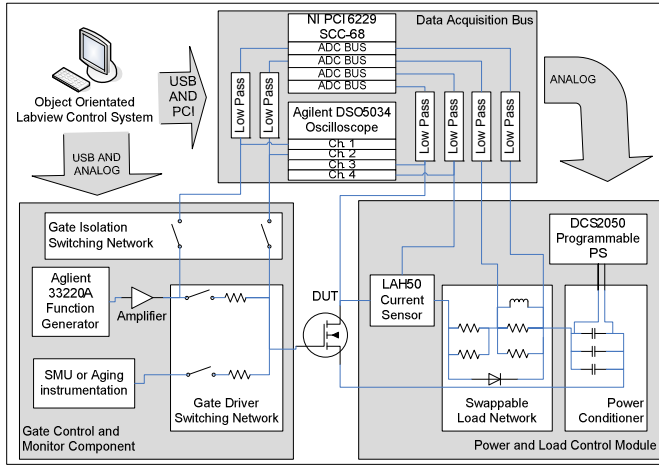 NI PCI 6229
SCC-68
Data Acquisition Bus
ADC BUS
ADC BUS
ADC BUS
ADC BUS
Low Pass
Low Pass
Low Pass
Low Pass
Low Pass
Low Pass
Agilent DSO5034
Oscilloscope
Ch. 1
Ch. 2
Ch. 3
Ch. 4
USB
AND
PCI
ANALOG
Object Orientated
Labview Control System
USB AND
ANALOG
Gate Isolation
Switching Network
Agilent
33220A
Function
Generator
Amplifier
SMU or Aging
instrumentation
Gate Driver
Switching Network
Gate Control and
Monitor Component
DUT
LAH50
Current
Sensor
DCS2050
Programmable
PS
Swappable
Load Network
Power
Conditioner
Power and Load Control Module